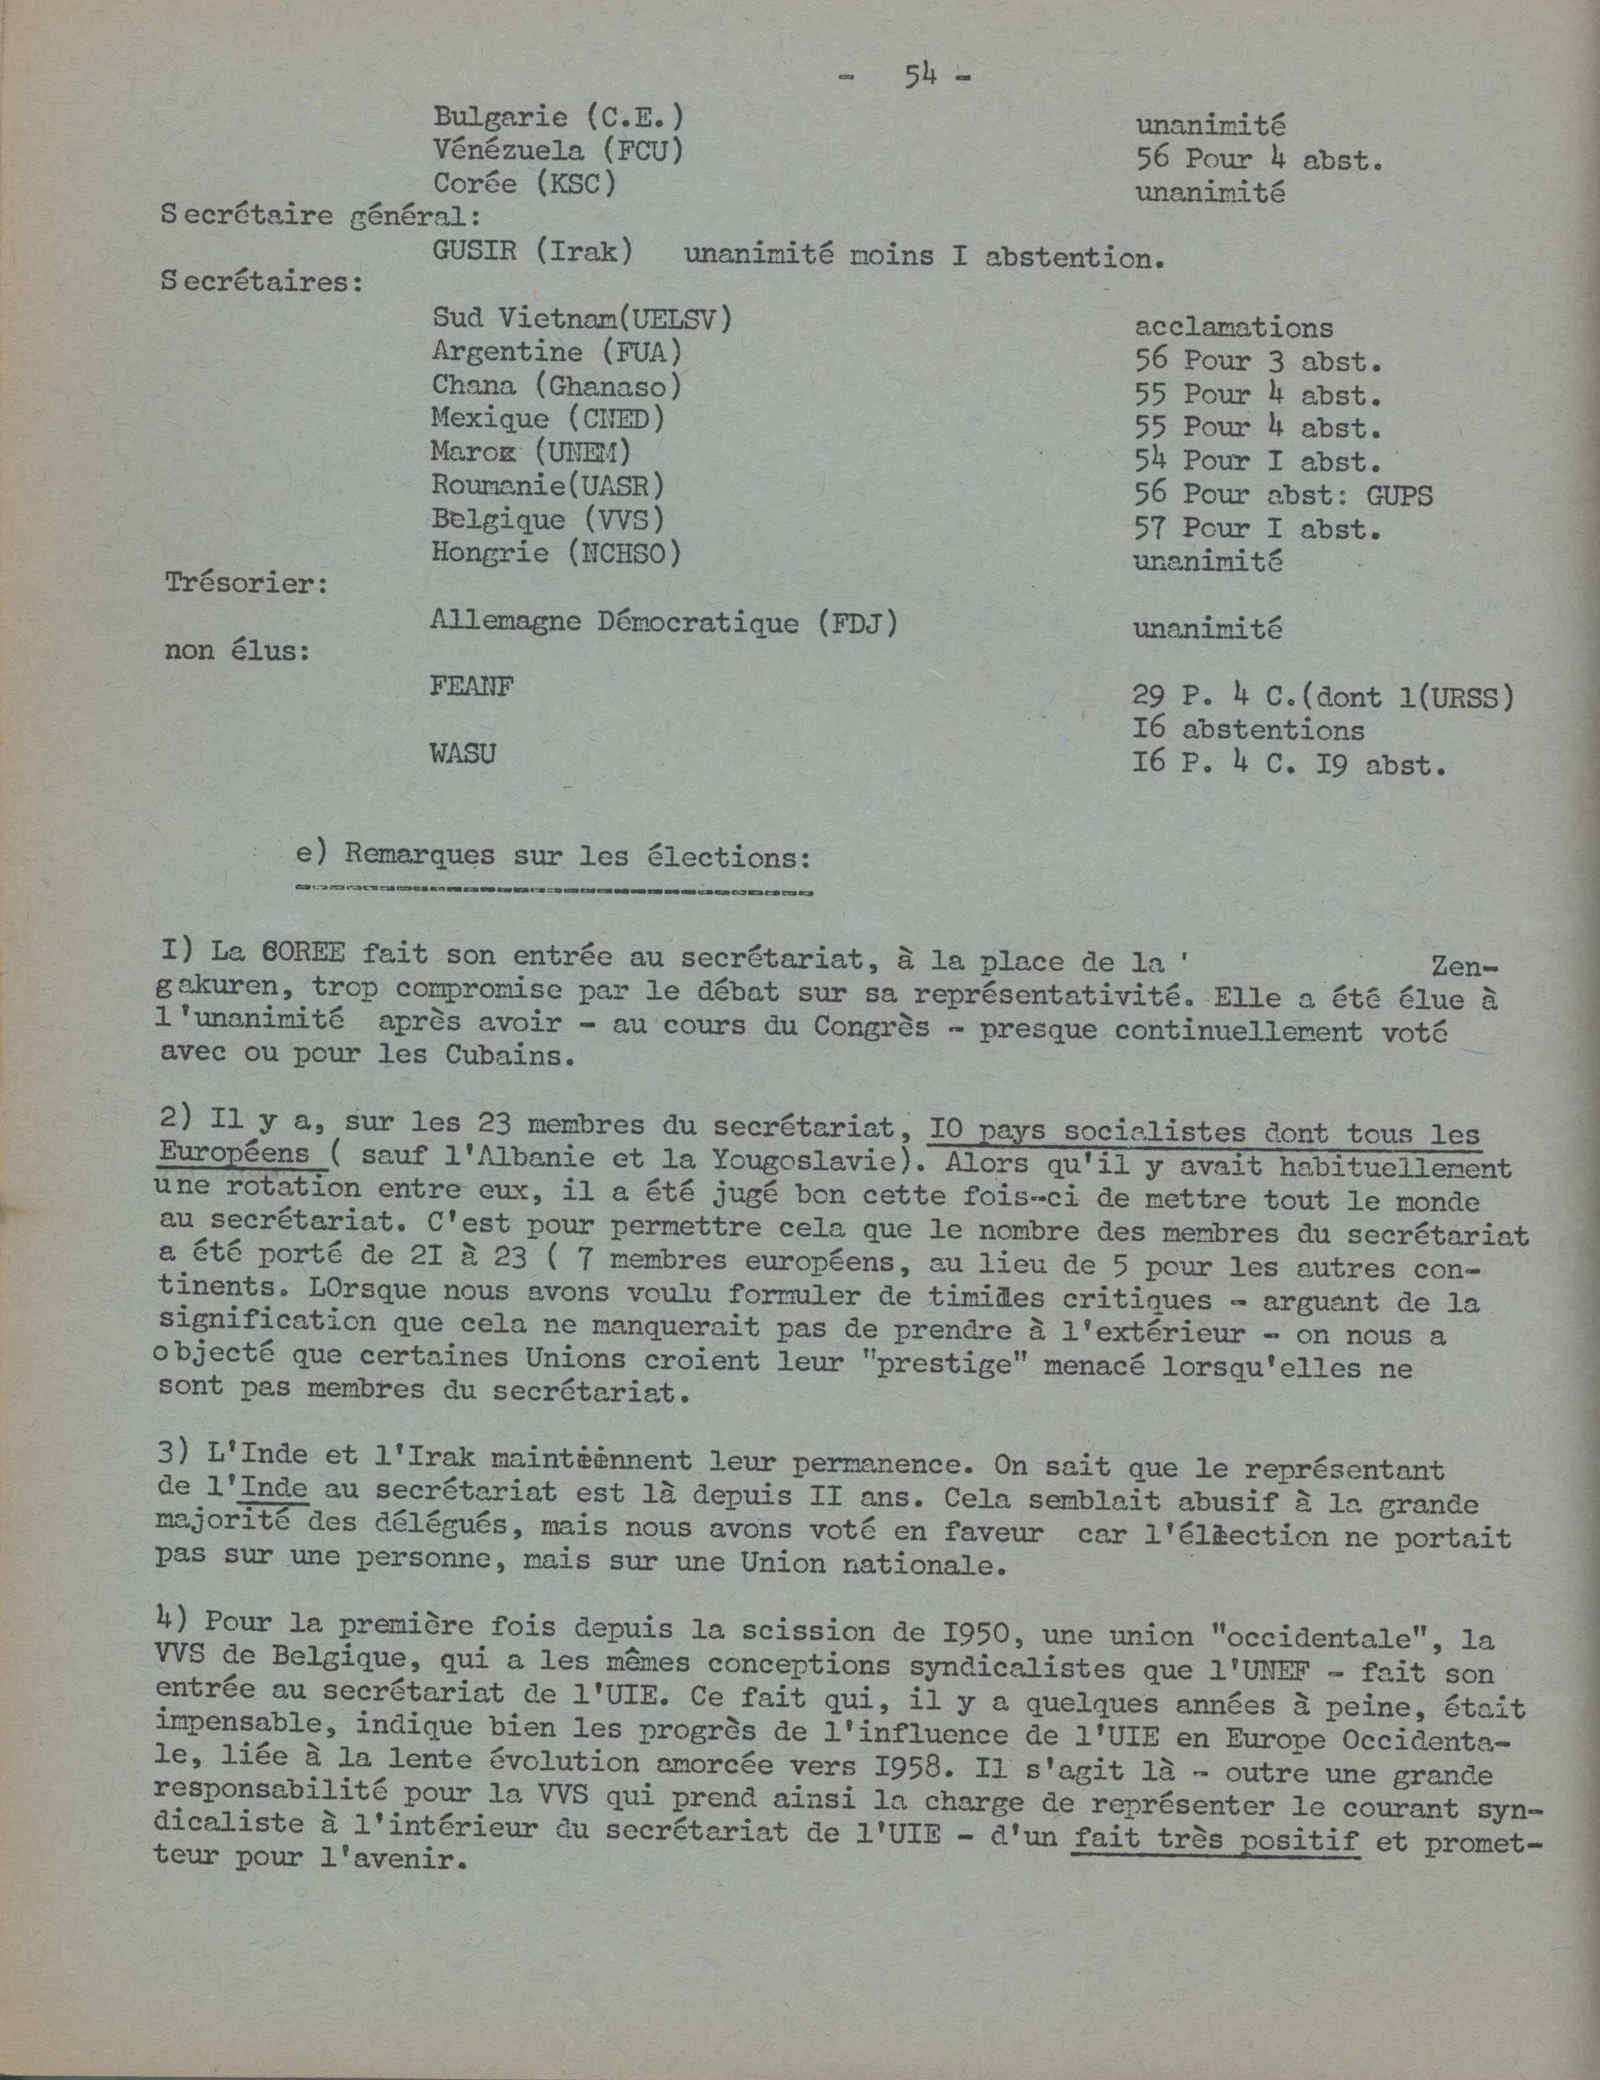 - 54 -
Bulgarie (C.E.) unanimité
Vénézuela (FCU) 56 Pour 4 abst.
Corée (KSC) unanimité
Secrétaire général:
GUSIR (Irak) unanimité moins I abstention.
Secrétaires:
Sud Vietnam(UELSV) acclamations
Argentine (FUA) 56 Pour 3 abst.
Chana (Ghanaso) 55 Pour 4 abst.
Mexique (CNED) 55 Pour 4 abst.
Maroc (UNEM) 54 Pour I abst.
Roumanie(UASR) 56 Pour abst: GUPS
Belgique (VVS) 57 Pour I abst.
Hongrie (NCHSO) unanimité
Trésorier:
Allemagne Démocratique (FDJ) unanimité
non élus:
FEANF 29 P. 4 C.(dont 1(URSS)
I6 abstentions
WASU I6 P. 4 C. I9 abst.
e) Remarques sur les élections:
I) La COREE fait son entrée au secrétariat, à la place de la ' Zen-
gakuren, trop compromise par le débat sur sa représentativité. Elle a été élue à
l'unanimité après avoir - au cours du Congrès - presque continuellement voté
avec ou pour les Cubains.
2) Il y a, sur les 23 membres du secrétariat, IO pays socialistes dont tous les
Européens ( sauf l'Albanie et la Yougoslavie). Alors qu'il y avait habituellement
une rotation entre eux, il a été jugé bon cette fois--ci de mettre tout le monde
au secrétariat. C'est pour permettre cela que le nombre des membres du secrétariat
a été porté de 2I à 23 ( 7 membres européens, au lieu de 5 pour les autres con-
tinents. LOrsque nous avons voulu formuler de timides critiques - arguant de la
signification que cela ne manquerait pas de prendre à l'extérieur - on nous a
objecté que certaines Unions croient leur "prestige" menacé lorsqu'elles ne
sont pas membres du secrétariat.
3) L'Inde et l'Irak maintiennent leur permanence. On sait que le représentant
de l'Inde au secrétariat est là depuis II ans. Cela semblait abusif à la grande
majorité des délégués, mais nous avons voté en faveur car l'élection ne portait
pas sur une personne, mais sur une Union nationale.
4) Pour la première fois depuis la scission de I950, une union "occidentale", la
VVS de Belgique, qui a les mêmes conceptions syndicalistes que l'UNEF - fait son
entrée au secrétariat de l'UIE. Ce fait qui, il y a quelques années à peine, était
impensable, indique bien les progrès de l'influence de l'UIE en Europe Occidenta-
le, liée à la lente évolution amorcée vers I958. Il s'agit là - outre une grande
responsabilité pour la VVS qui prend ainsi la charge de représenter le courant syn-
dicaliste à l'intérieur du secrétariat de l'UIE - d'un fait très positif et promet-
teur pour l'avenir.